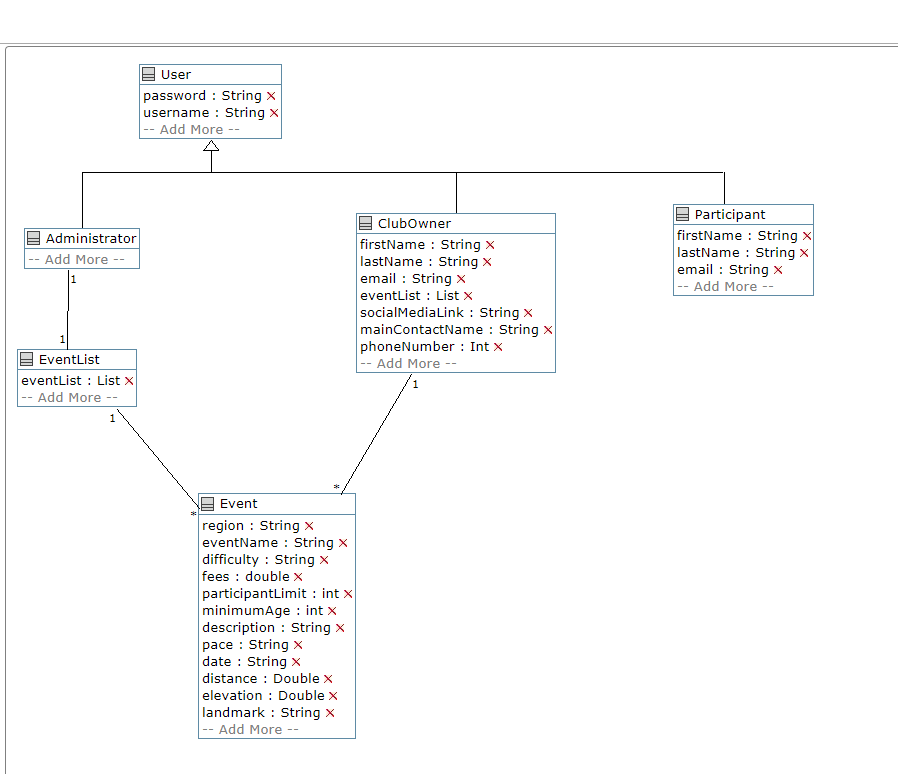 User
password : String
username : String
-- Add More --
Administrator
-- Add More --
1
1
EventList
eventList : List
-- Add More --
1
*
ClubOwner
firstName : String
lastName : String
email : String
eventList : List
socialMediaLink : String
mainContactName : String
phoneNumber : Int
-- Add More --
1
*
Participant
firstName : String
lastName : String
email : String
-- Add More --
Event
region : String
eventName : String
difficulty : String
fees : double
participantLimit : int
minimumAge : int
description : String
pace : String
date : String
distance : Double
elevation : Double
landmark : String
-- Add More --